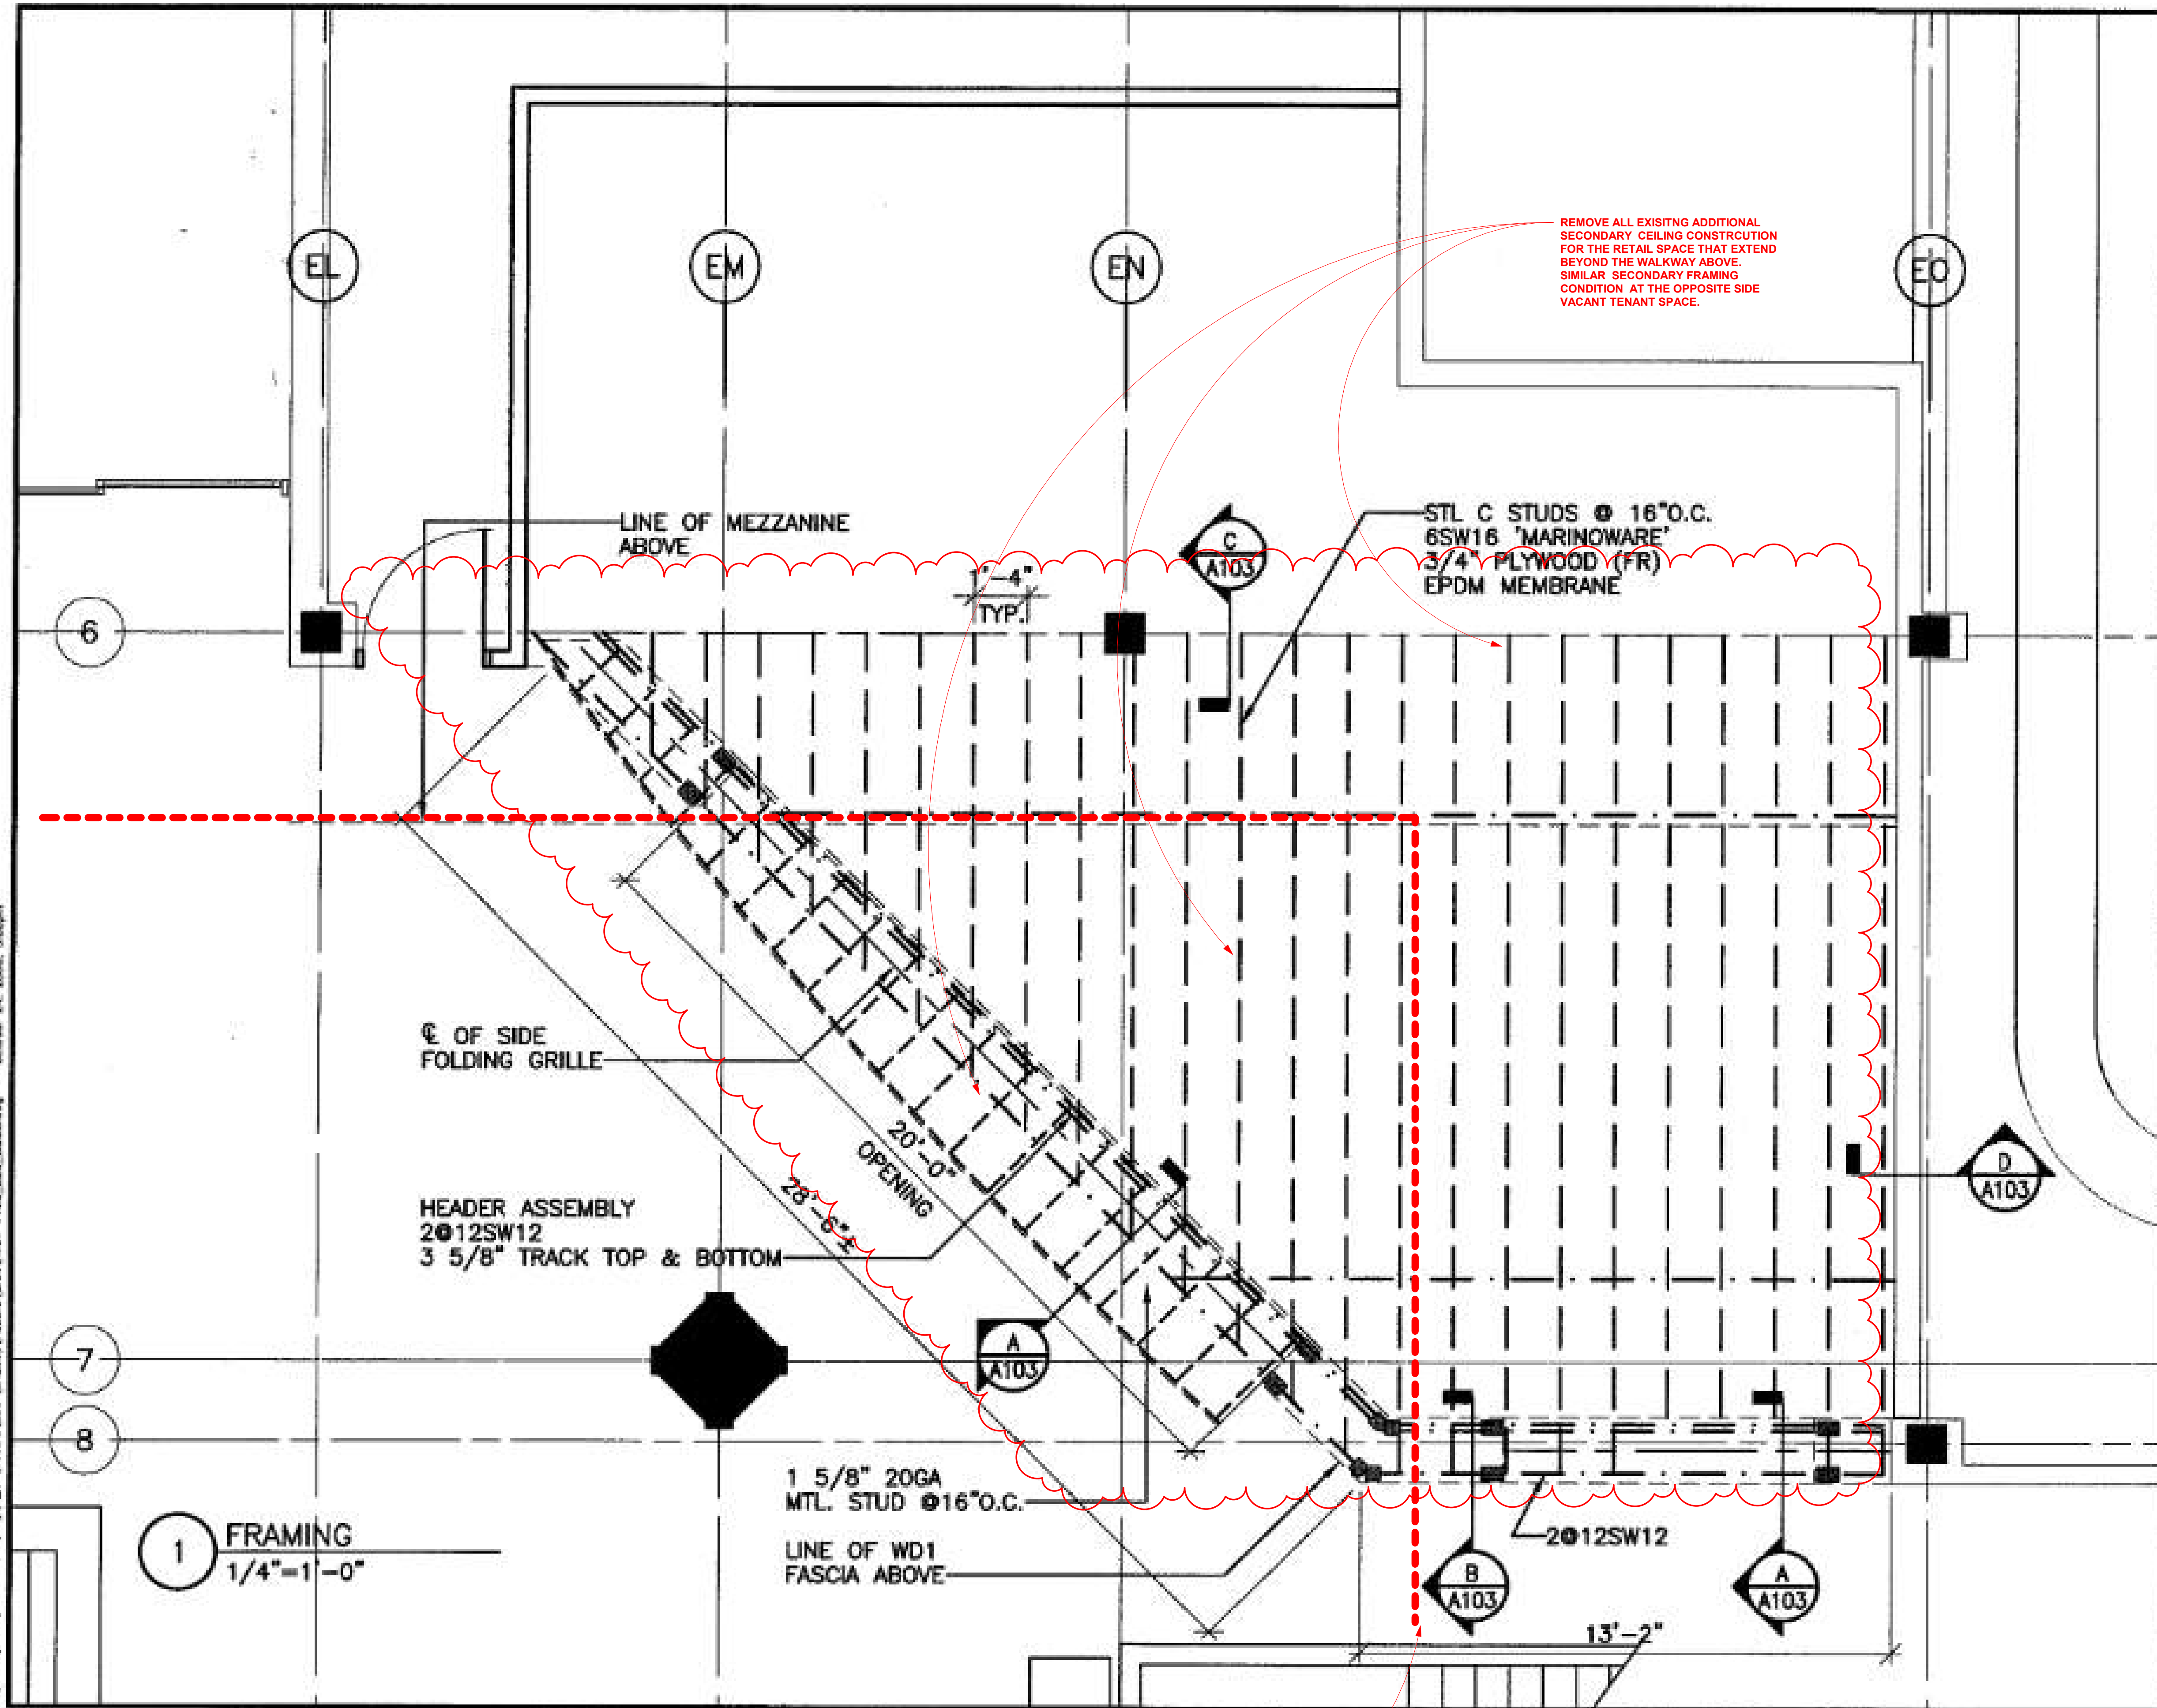 REMOVE ALL EXISITNG ADDITIONAL
SECONDARY CEILING CONSTRCUTION
FOR THE RETAIL SPACE THAT EXTEND
BEYOND THE WALKWAY ABOVE.
SIMILAR SECONDARY FRAMING
CONDITION AT THE OPPOSITE SIDE
VACANT TENANT SPACE.
EL
EM
EN
EO
LINE OF MEZZANINE
ABOVE
C
A103
STL C STUDS @ 16"O.C.
6SW16 'MARINOWARE'
3/4" PLYWOOD (FR)
EPDM MEMBRANE
1'-4"
TYP.
6
℄ OF SIDE
FOLDING GRILLE
20'-0"
OPENING
28'-6"±
HEADER ASSEMBLY
2@12SW12
3 5/8" TRACK TOP & BOTTOM
D
A103
A
A103
7
8
1 5/8" 20GA
MTL. STUD @16"O.C.
LINE OF WD1
FASCIA ABOVE
2@12SW12
B
A103
A
A103
13'-2"
1
FRAMING
1/4"=1'-0"